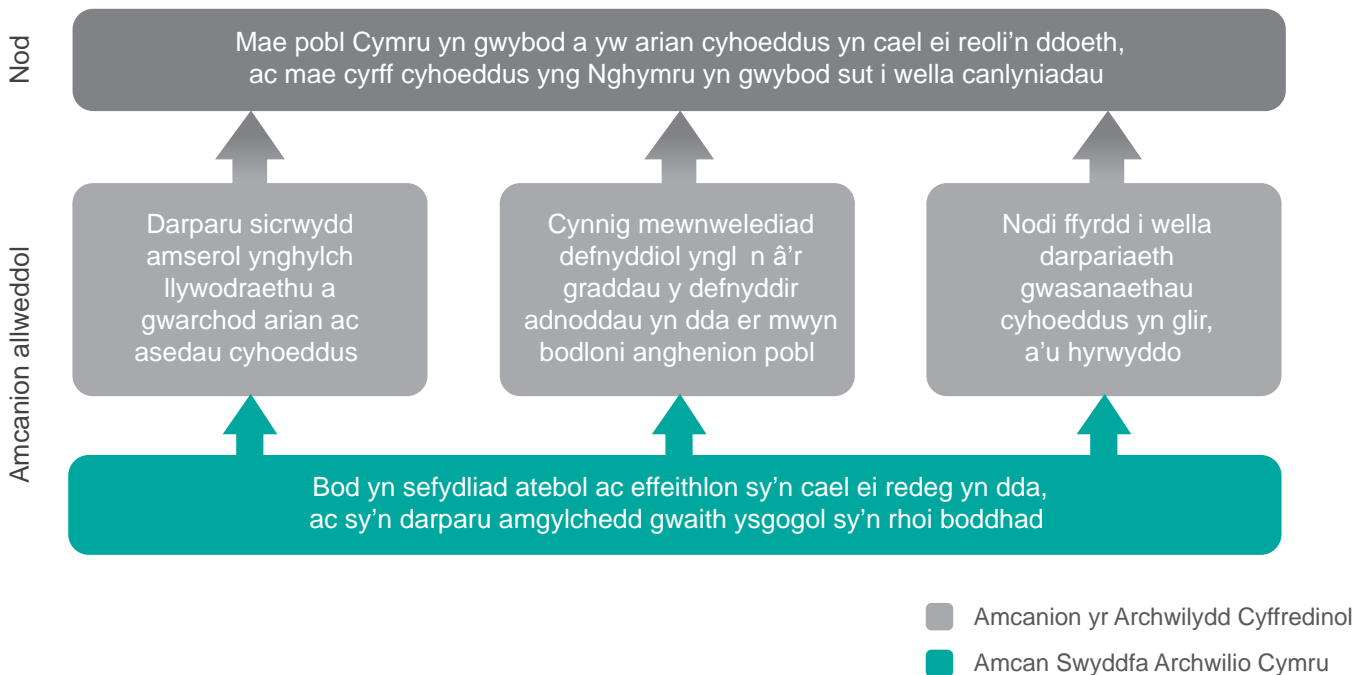 Nod
Mae pobl Cymru yn gwybod a yw arian cyhoeddus yn cael ei reoli’n ddoeth,
ac mae cyrff cyhoeddus yng Nghymru yn gwybod sut i wella canlyniadau
Amcanion allweddol
Darparu sicrwydd
amserol ynghylch
llywodraethu a
gwarchod arian ac
asedau cyhoeddus
Cynnig mewnwelediad
defnyddiol yngl n â’r
graddau y defnyddir
adnoddau yn dda er mwyn
bodloni anghenion pobl
Nodi ffyrdd i wella
darpariaeth
gwasanaethau
cyhoeddus yn glir,
a’u hyrwyddo
Bod yn sefydliad atebol ac effeithlon sy’n cael ei redeg yn dda,
ac sy’n darparu amgylchedd gwaith ysgogol sy’n rhoi boddhad
Amcanion yr Archwilydd Cyffredinol
Amcan Swyddfa Archwilio Cymru